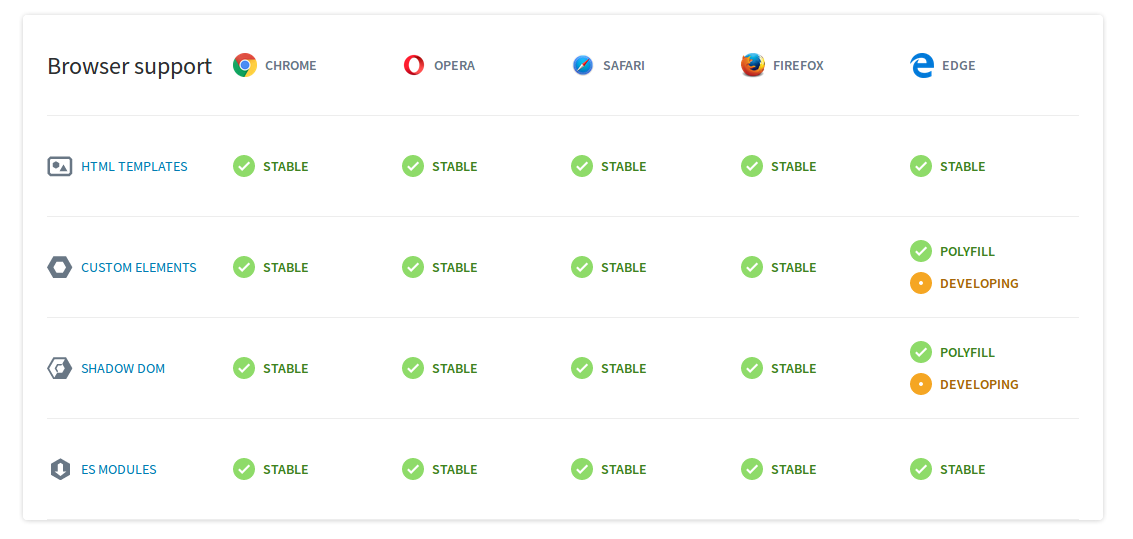 Browser support CHROME OPERA SAFARI FIREFOX EDGE
HTML TEMPLATES STABLE STABLE STABLE STABLE STABLE
CUSTOM ELEMENTS STABLE STABLE STABLE STABLE POLYFILL
DEVELOPING
SHADOW DOM STABLE STABLE STABLE STABLE POLYFILL
DEVELOPING
ES MODULES STABLE STABLE STABLE STABLE STABLE